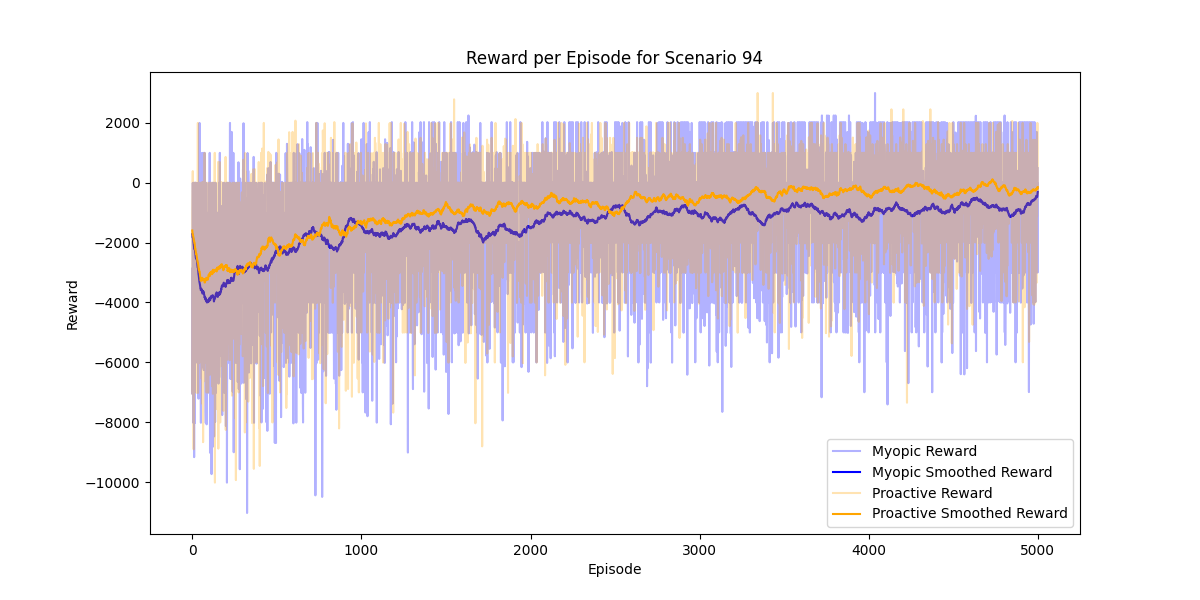 Reward per Episode for Scenario 94
2000
0
−2000
−4000
−6000
−8000
−10000
Reward
0
1000
2000
3000
4000
5000
Episode
Myopic Reward
Myopic Smoothed Reward
Proactive Reward
Proactive Smoothed Reward